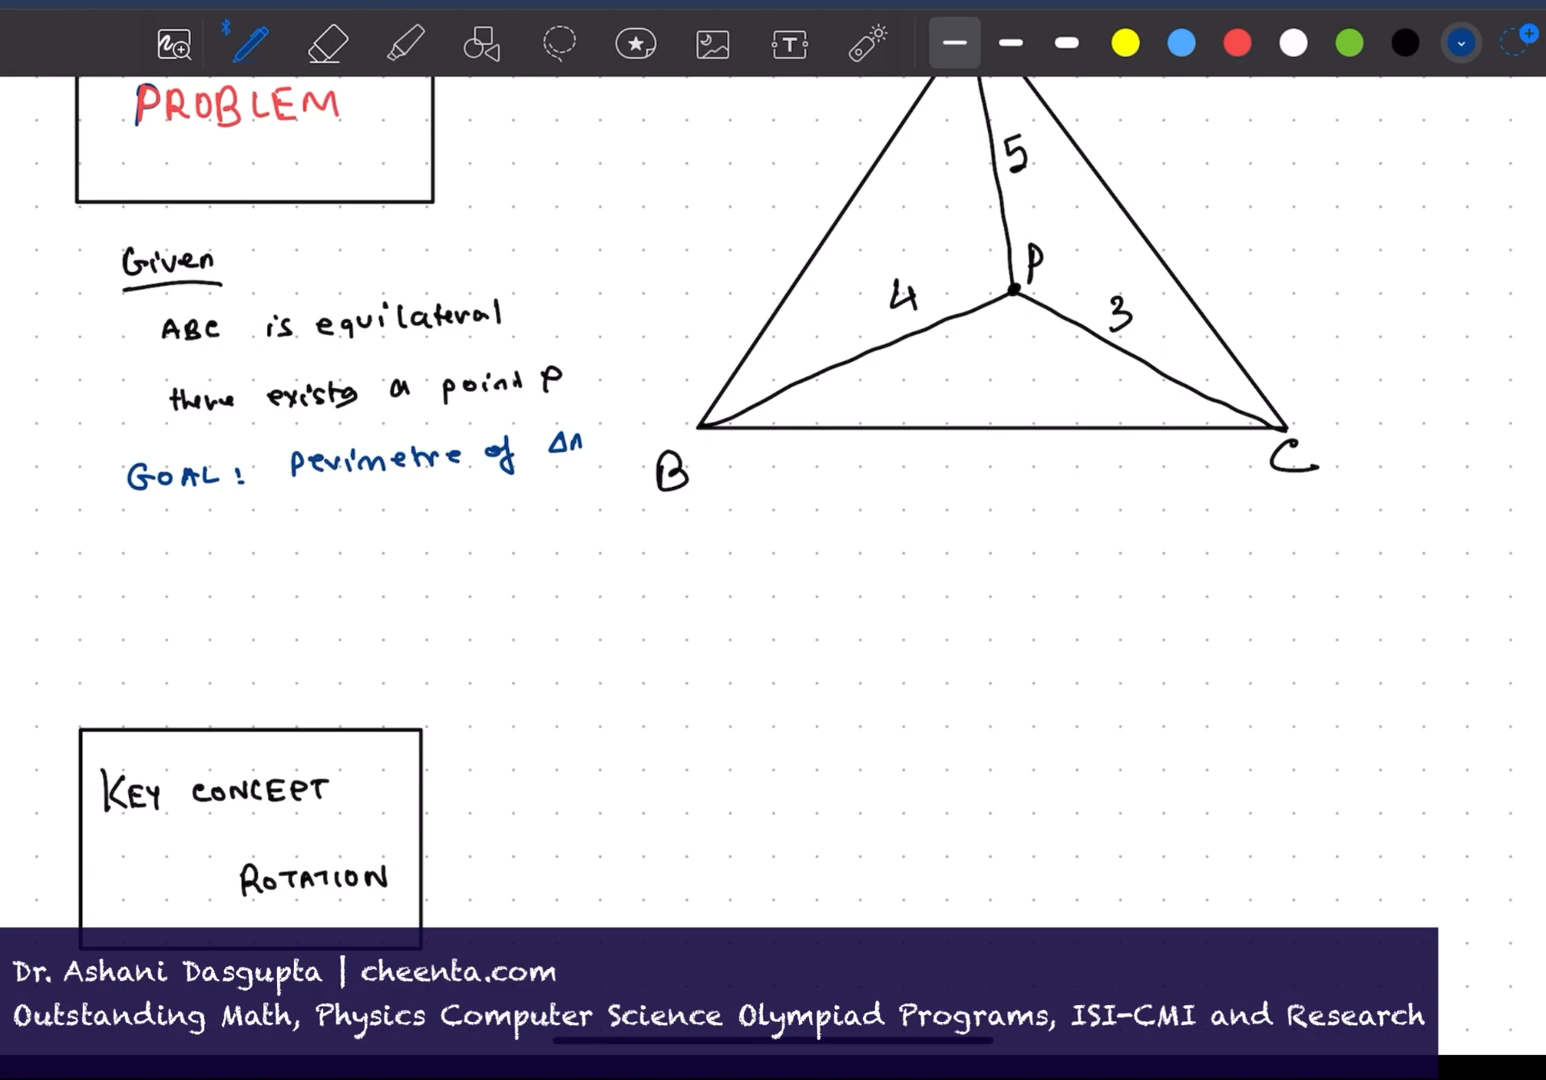 PROBLEM
5
P
4
3
Given
ABC is equilateral
there exists a point P
GOAL: perimetre of Δ
B
C
KEY CONCEPT
ROTATION
Dr. Ashani Dasgupta | cheenta.com
Outstanding Math, Physics Computer Science Olympiad Programs, ISI-CMI and Research
T